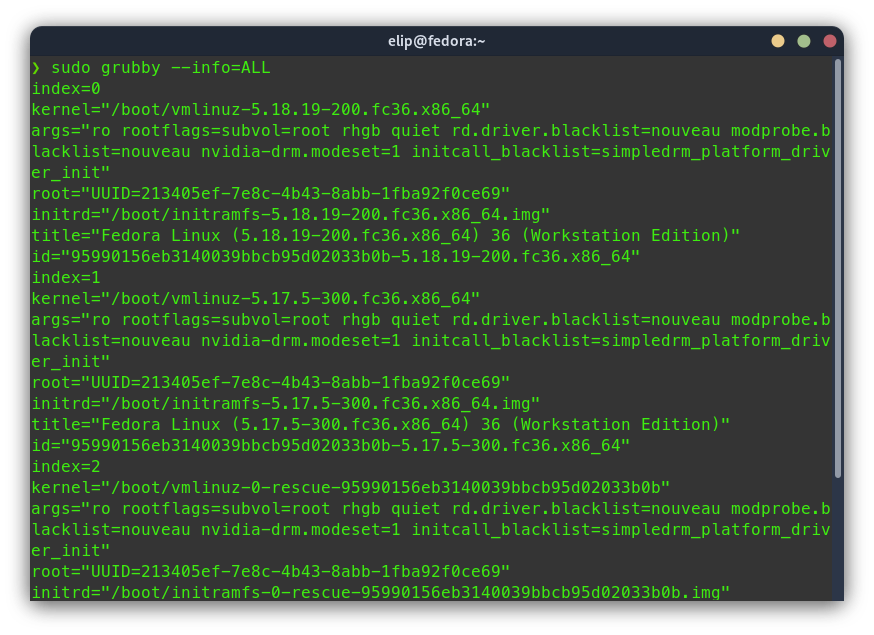 elip@fedora:~
❯ sudo grubby --info=ALL
index=0
kernel="/boot/vmlinuz-5.18.19-200.fc36.x86_64"
args="ro rootflags=subvol=root rhgb quiet rd.driver.blacklist=nouveau modprobe.b
lacklist=nouveau nvidia-drm.modeset=1 initcall_blacklist=simpledrm_platform_driv
er_init"
root="UUID=213405ef-7e8c-4b43-8abb-1fba92f0ce69"
initrd="/boot/initramfs-5.18.19-200.fc36.x86_64.img"
title="Fedora Linux (5.18.19-200.fc36.x86_64) 36 (Workstation Edition)"
id="95990156eb3140039bbcb95d02033b0b-5.18.19-200.fc36.x86_64"
index=1
kernel="/boot/vmlinuz-5.17.5-300.fc36.x86_64"
args="ro rootflags=subvol=root rhgb quiet rd.driver.blacklist=nouveau modprobe.b
lacklist=nouveau nvidia-drm.modeset=1 initcall_blacklist=simpledrm_platform_driv
er_init"
root="UUID=213405ef-7e8c-4b43-8abb-1fba92f0ce69"
initrd="/boot/initramfs-5.17.5-300.fc36.x86_64.img"
title="Fedora Linux (5.17.5-300.fc36.x86_64) 36 (Workstation Edition)"
id="95990156eb3140039bbcb95d02033b0b-5.17.5-300.fc36.x86_64"
index=2
kernel="/boot/vmlinuz-0-rescue-95990156eb3140039bbcb95d02033b0b"
args="ro rootflags=subvol=root rhgb quiet rd.driver.blacklist=nouveau modprobe.b
lacklist=nouveau nvidia-drm.modeset=1 initcall_blacklist=simpledrm_platform_driv
er_init"
root="UUID=213405ef-7e8c-4b43-8abb-1fba92f0ce69"
initrd="/boot/initramfs-0-rescue-95990156eb3140039bbcb95d02033b0b.img"